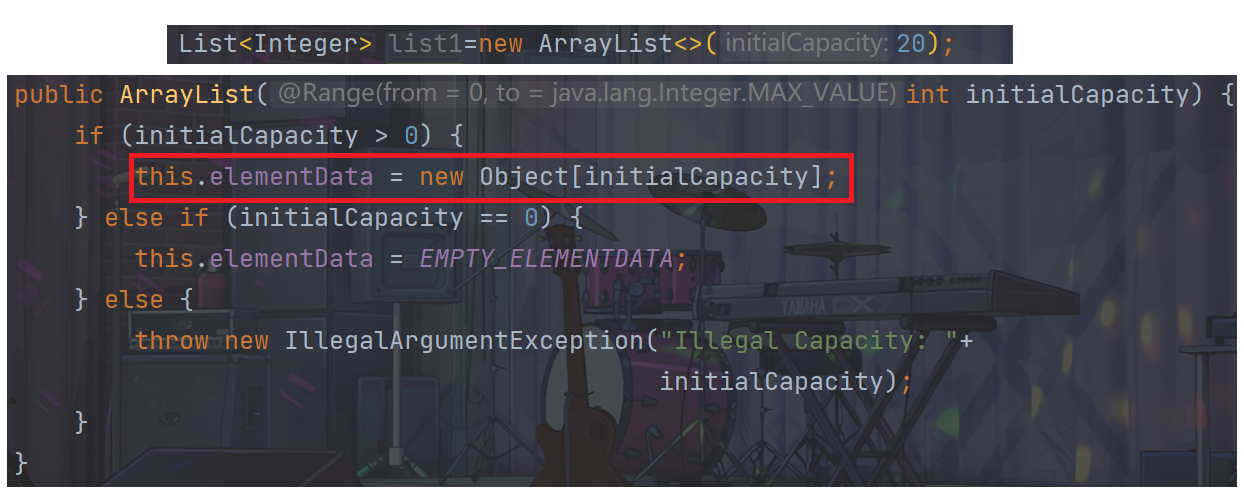 List<Integer> list1=new ArrayList<>( initialCapacity: 20);
public ArrayList( @Range(from = 0, to = java.lang.Integer.MAX_VALUE) int initialCapacity) {
if (initialCapacity > 0) {
this.elementData = new Object[initialCapacity];
} else if (initialCapacity == 0) {
this.elementData = EMPTY_ELEMENTDATA;
} else {
throw new IllegalArgumentException("Illegal Capacity: "+
initialCapacity);
}
}
YAMAHA DX